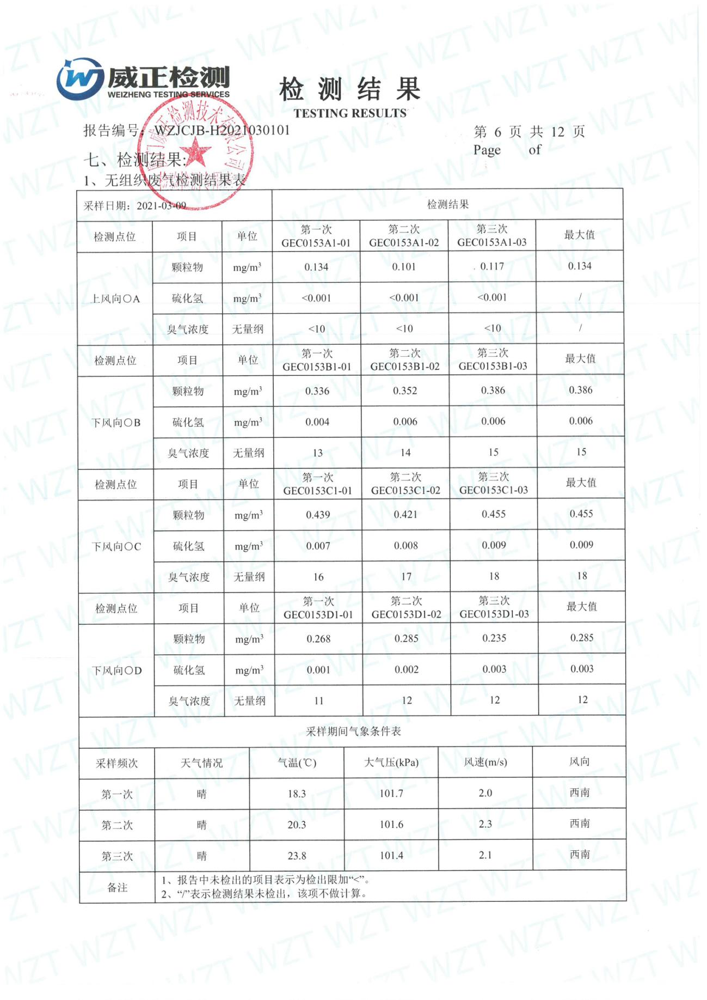 威正检测
WEIZHENG TESTING SERVICES
检 测 结 果
TESTING RESULTS
报告编号：WZJCJB-H2021030101
第 6 页 共 12 页
Page of
七、检测结果:
1、无组织废气检测结果表
采样日期：2021-03-09 检测结果
检测点位 项目 单位 第一次 GEC0153A1-01 第二次 GEC0153A1-02 第三次 GEC0153A1-03 最大值
上风向○A 颗粒物 mg/m³ 0.134 0.101 0.117 0.134
硫化氢 mg/m³ <0.001 <0.001 <0.001 /
臭气浓度 无量纲 <10 <10 <10 /
检测点位 项目 单位 第一次 GEC0153B1-01 第二次 GEC0153B1-02 第三次 GEC0153B1-03 最大值
下风向○B 颗粒物 mg/m³ 0.336 0.352 0.386 0.386
硫化氢 mg/m³ 0.004 0.006 0.006 0.006
臭气浓度 无量纲 13 14 15 15
检测点位 项目 单位 第一次 GEC0153C1-01 第二次 GEC0153C1-02 第三次 GEC0153C1-03 最大值
下风向○C 颗粒物 mg/m³ 0.439 0.421 0.455 0.455
硫化氢 mg/m³ 0.007 0.008 0.009 0.009
臭气浓度 无量纲 16 17 18 18
检测点位 项目 单位 第一次 GEC0153D1-01 第二次 GEC0153D1-02 第三次 GEC0153D1-03 最大值
下风向○D 颗粒物 mg/m³ 0.268 0.285 0.235 0.285
硫化氢 mg/m³ 0.001 0.002 0.003 0.003
臭气浓度 无量纲 11 12 12 12
采样期间气象条件表
采样频次 天气情况 气温(℃) 大气压(kPa) 风速(m/s) 风向
第一次 晴 18.3 101.7 2.0 西南
第二次 晴 20.3 101.6 2.3 西南
第三次 晴 23.8 101.4 2.1 西南
备注 1、报告中未检出的项目表示为检出限加“<”。
2、“/”表示检测结果未检出，该项不做计算。